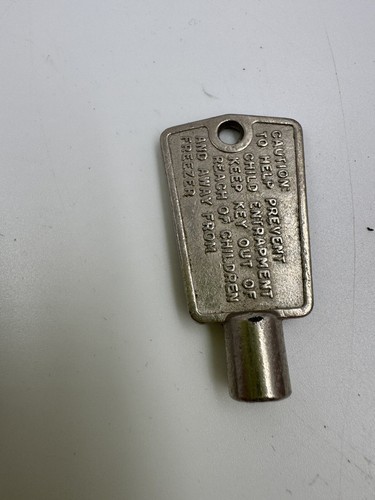 CAUTION:
TO HELP PREVENT
CHILD ENTRAPMENT
KEEP KEY OUT OF
REACH OF CHILDREN
AND AWAY FROM
FREEZER